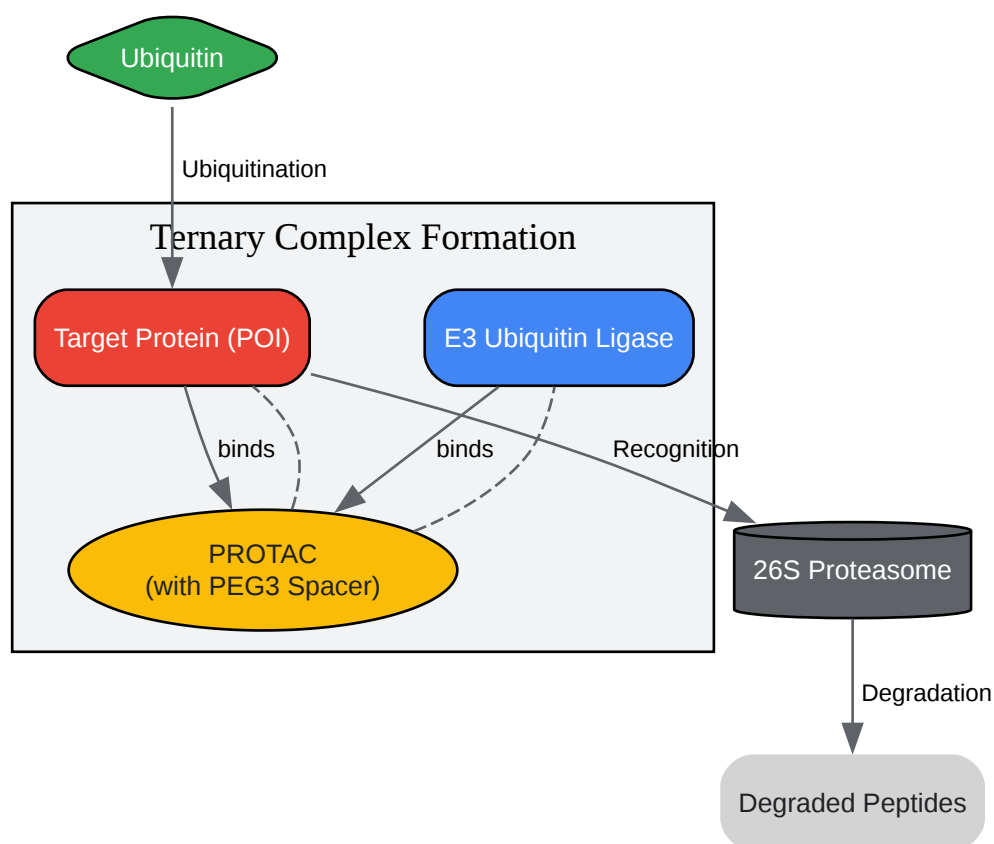 Ubiquitin
Ubiquitination
Ternary Complex Formation
Target Protein (POI)
E3 Ubiquitin Ligase
binds
binds
Recognition
PROTAC
(with PEG3 Spacer)
26S Proteasome
Degradation
Degraded Peptides